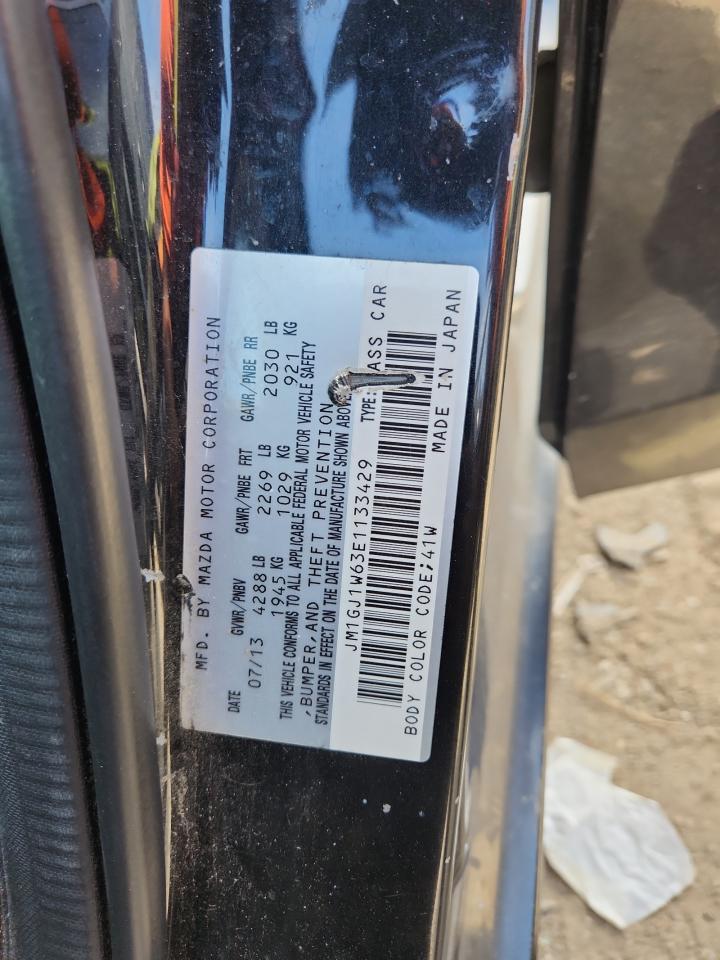 MFD. BY MAZDA MOTOR CORPORATION
DATE GVWR/PNBV GAWR/PNBE FRT GAWR/PNBE RR
07/13 4288 LB 2269 LB 2030 LB
1945 KG 1029 KG 921 KG
THIS VEHICLE CONFORMS TO ALL APPLICABLE FEDERAL MOTOR VEHICLE SAFETY
,BUMPER,AND THEFT PREVENTION
STANDARDS IN EFFECT ON THE DATE OF MANUFACTURE SHOWN
JM1GJ1W63E1133429 TYPE: CAR
BODY COLOR CODE;41W MADE IN JAPAN